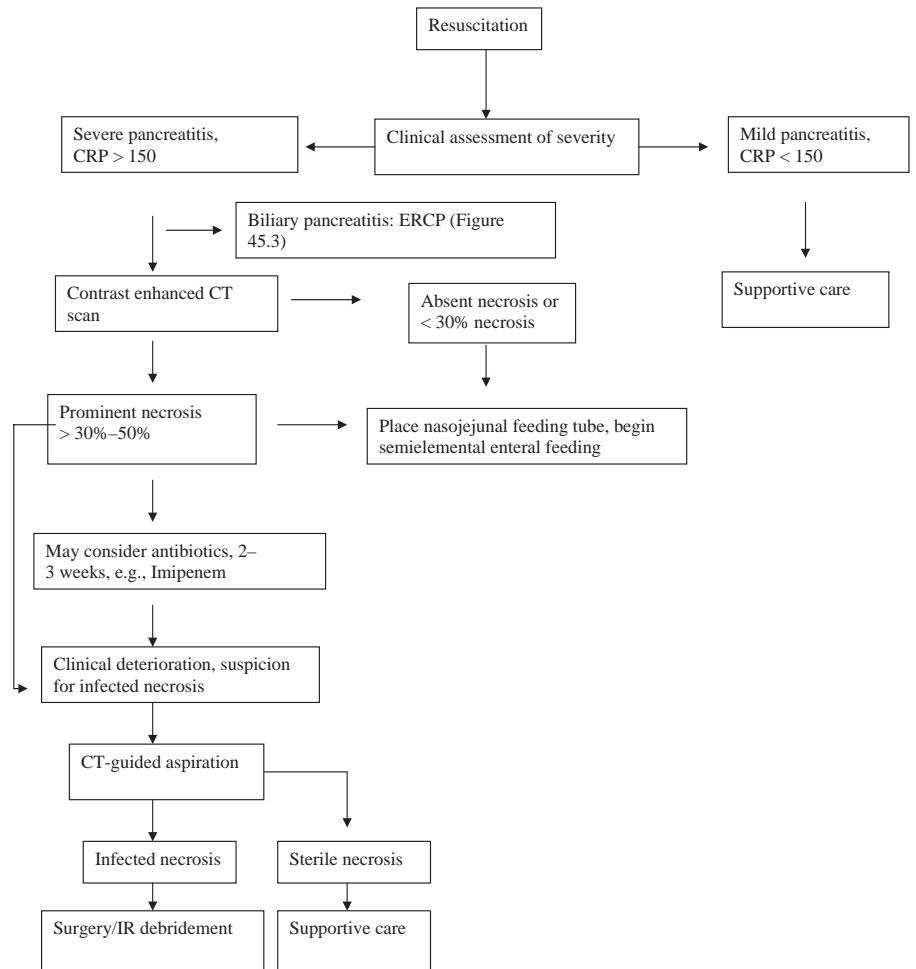 Resuscitation
Severe pancreatitis,
CRP > 150
Clinical assessment of severity
Mild pancreatitis,
CRP < 150
Biliary pancreatitis: ERCP (Figure
45.3)
Contrast enhanced CT
scan
Absent necrosis or
< 30% necrosis
Supportive care
Prominent necrosis
> 30%–50%
Place nasojejunal feeding tube, begin
semielemental enteral feeding
May consider antibiotics, 2–
3 weeks, e.g., Imipenem
Clinical deterioration, suspicion
for infected necrosis
CT-guided aspiration
Infected necrosis
Sterile necrosis
Surgery/IR debridement
Supportive care